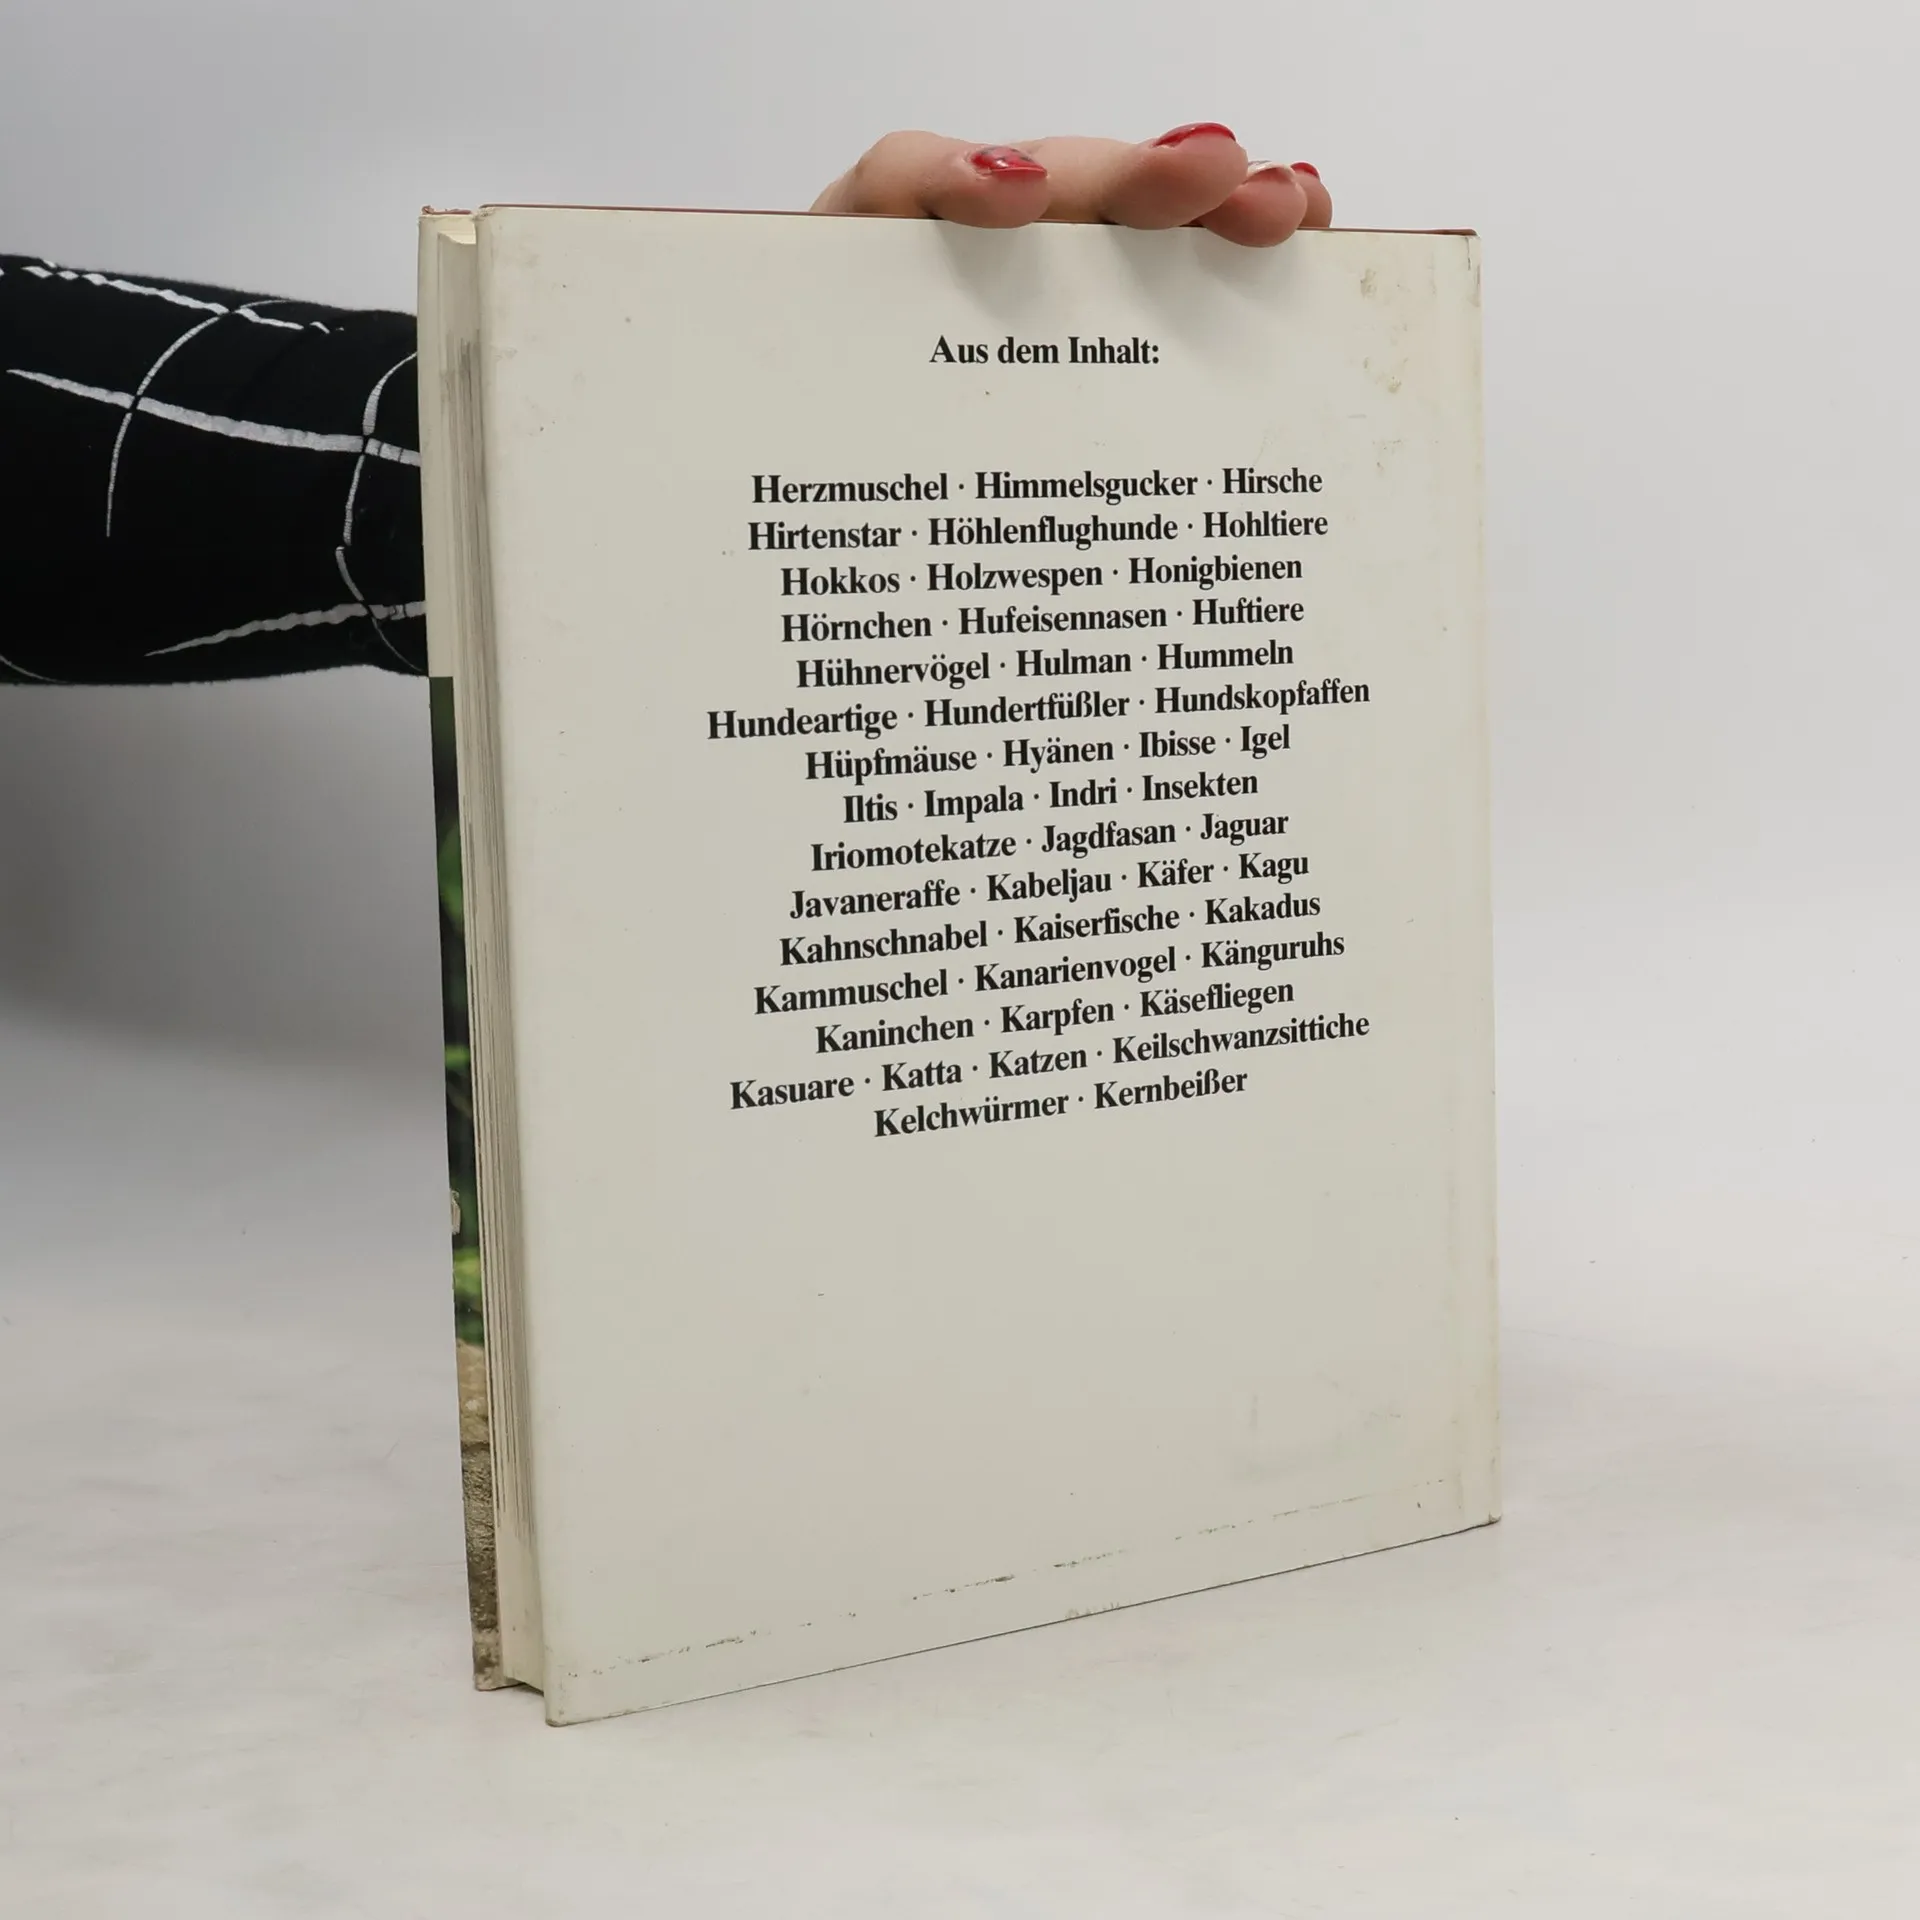 Aus dem Inhalt:
Herzmuschel · Himmelsgucker · Hirsche
Hirtenstar · Höhlenflughunde · Hohltiere
Hokkos · Holzwespen · Honigbienen
Hörnchen · Hufeisennasen · Huftiere
Hühnervögel · Hulman · Hummeln
Hundeartige · Hundertfüßler · Hundskopfaffen
Hüpfmäuse · Hyänen · Ibisse · Igel
Iltis · Impala · Indri · Insekten
Iriomotekatze · Jagdfasan · Jaguar
Javaneraffe · Kabeljau · Käfer · Kagu
Kahnschnabel · Kaiserfische · Kakadus
Kammuschel · Kanarienvogel · Känguruhs
Kaninchen · Karpfen · Käsefliegen
Kasuare · Katta · Katzen · Keilschwanzsittiche
Kelchwürmer · Kernbeißer